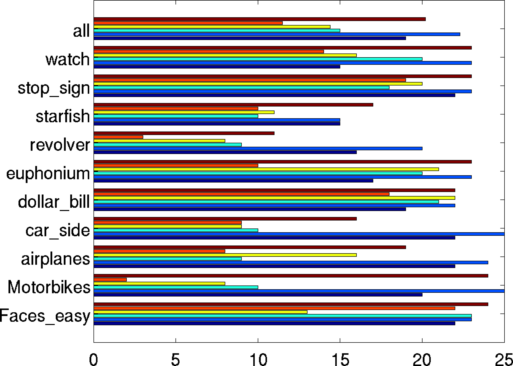 all
watch
stop_sign
starfish
revolver
euphonium
dollar_bill
car_side
airplanes
Motorbikes
Faces_easy
0 5 10 15 20 25